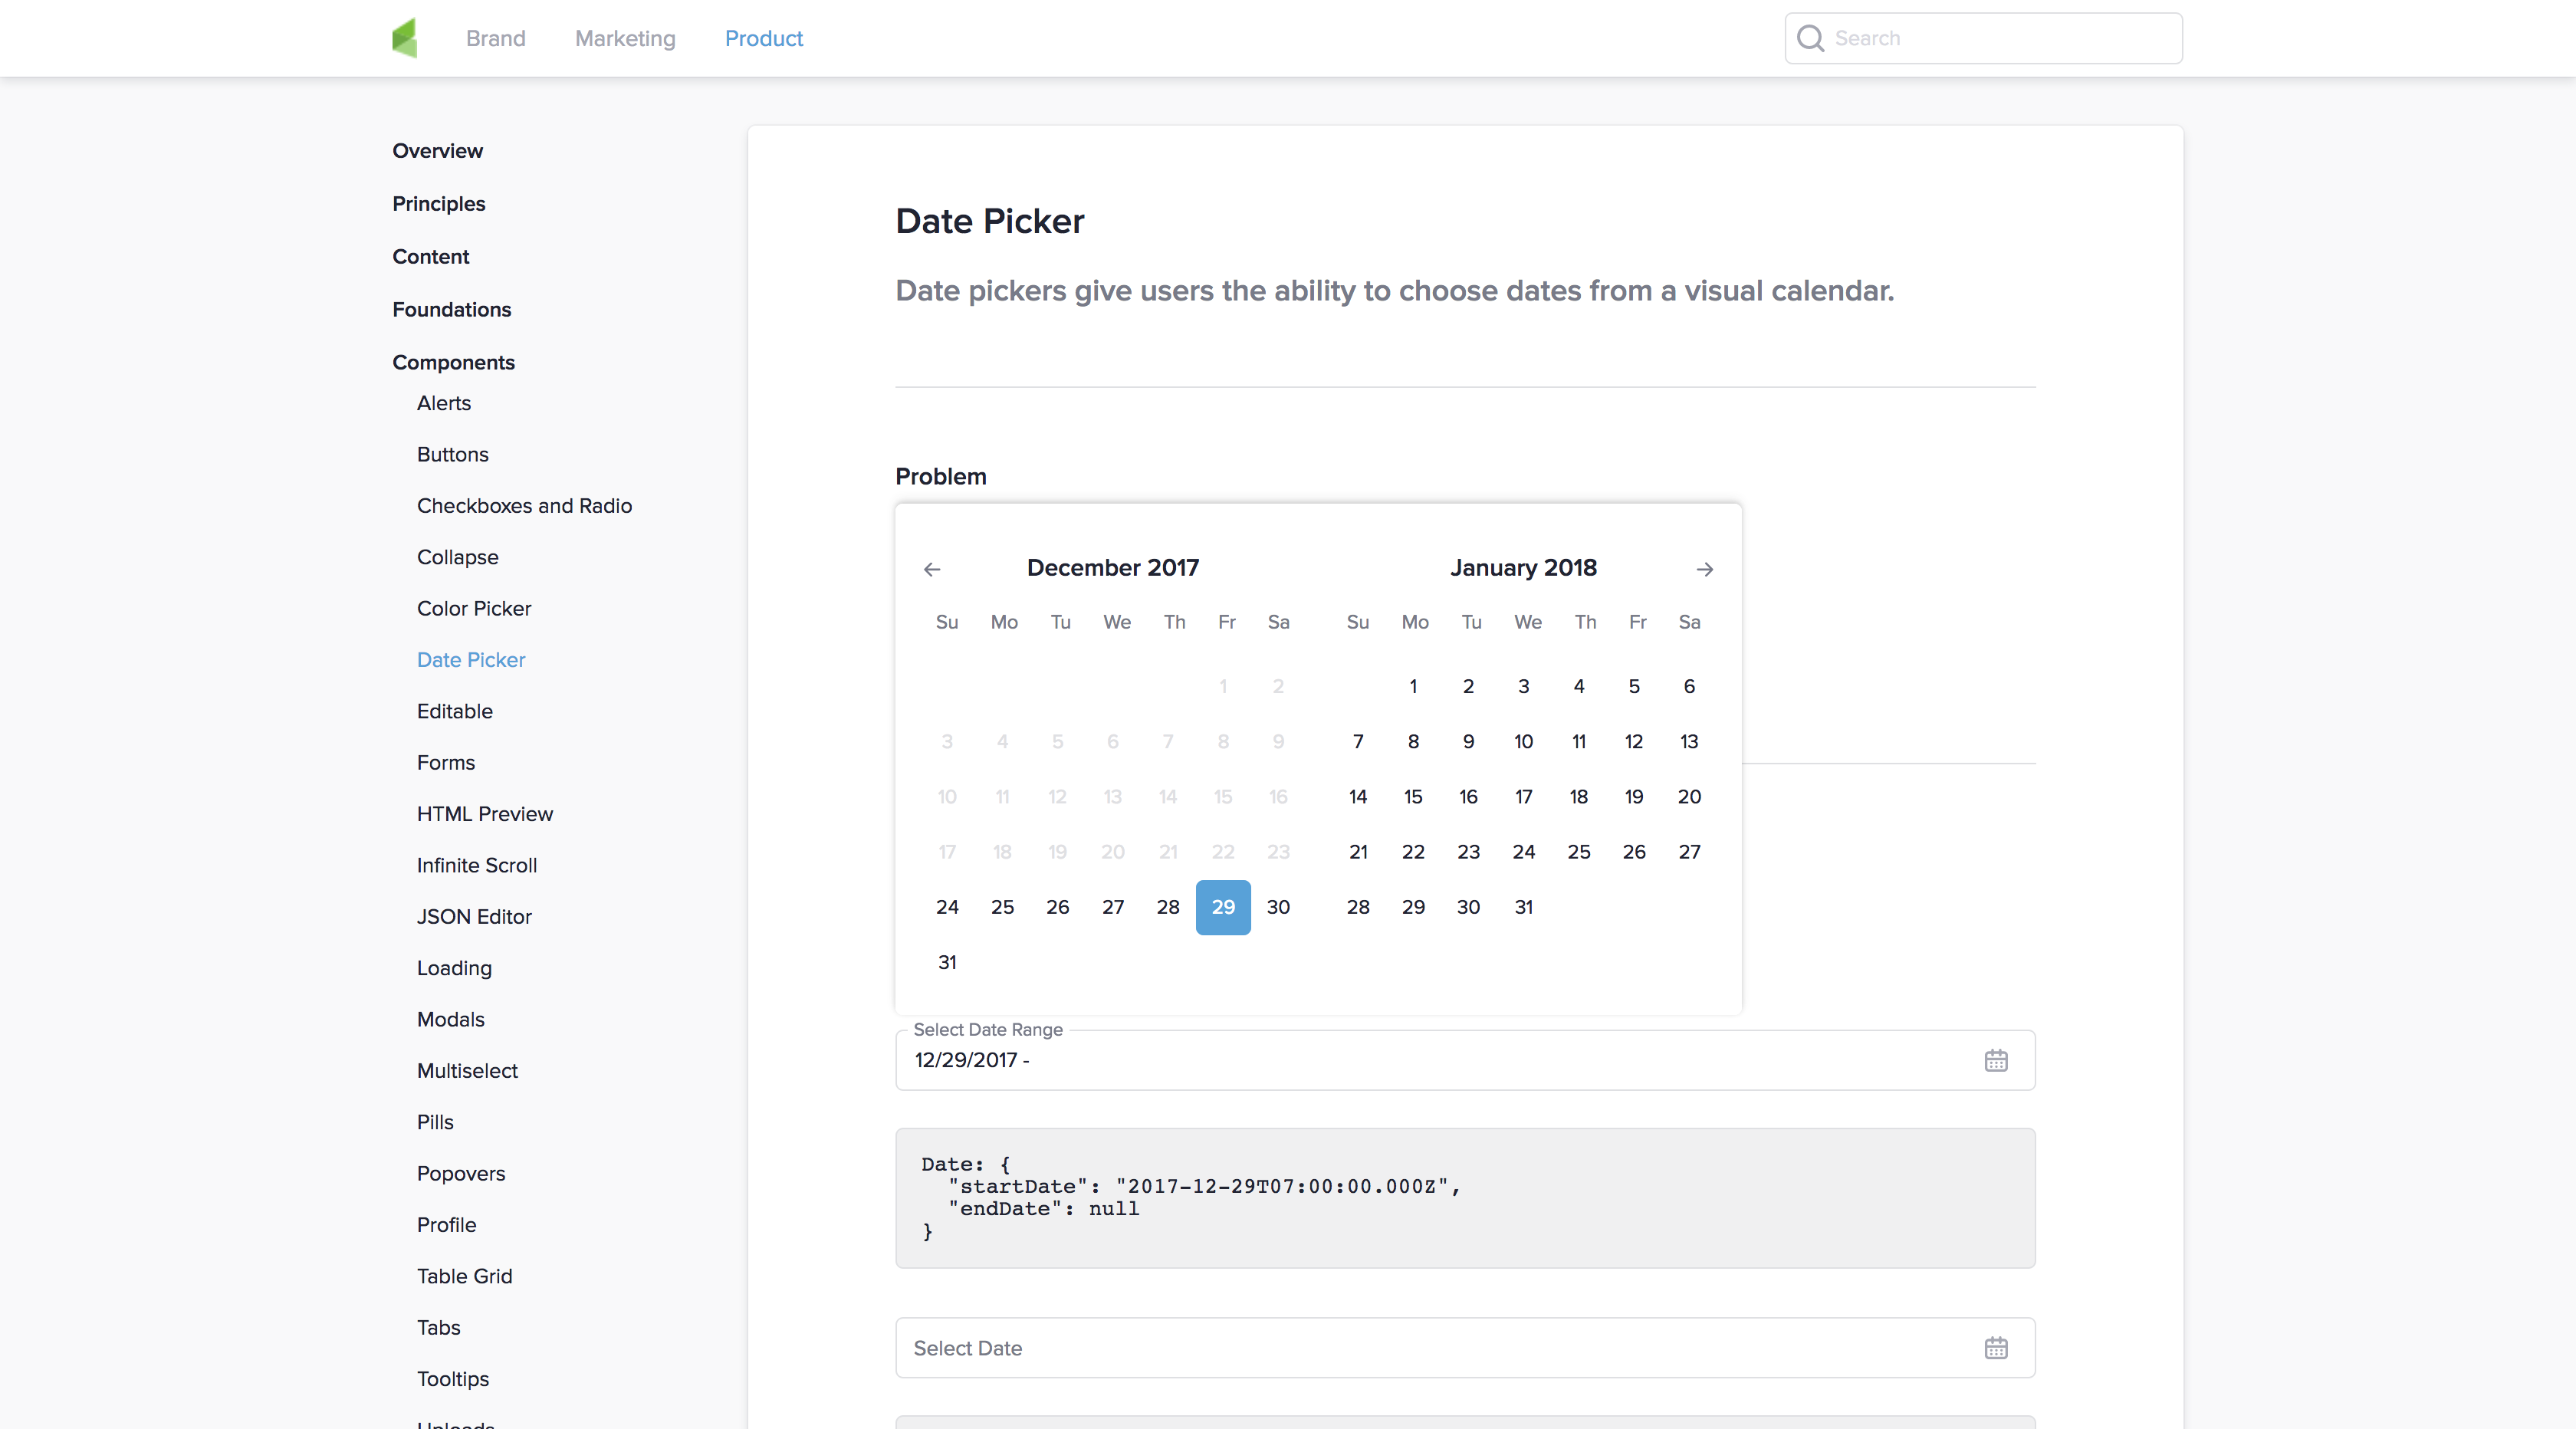 Brand Marketing Product Search
Overview
Principles
Content
Foundations
Components
Alerts
Buttons
Checkboxes and Radio
Collapse
Color Picker
Date Picker
Editable
Forms
HTML Preview
Infinite Scroll
JSON Editor
Loading
Modals
Multiselect
Pills
Popovers
Profile
Table Grid
Tabs
Tooltips
Uploads
Date Picker
Date pickers give users the ability to choose dates from a visual calendar.
Problem
December 2017
Su Mo Tu We Th Fr Sa
1 2
3 4 5 6 7 8 9
10 11 12 13 14 15 16
17 18 19 20 21 22 23
24 25 26 27 28 29 30
31
January 2018
Su Mo Tu We Th Fr Sa
1 2 3 4 5 6
7 8 9 10 11 12 13
14 15 16 17 18 19 20
21 22 23 24 25 26 27
28 29 30 31
Select Date Range
12/29/2017 -
Date: {
"startDate": "2017-12-29T07:00:00.000Z",
"endDate": null
}
Select Date